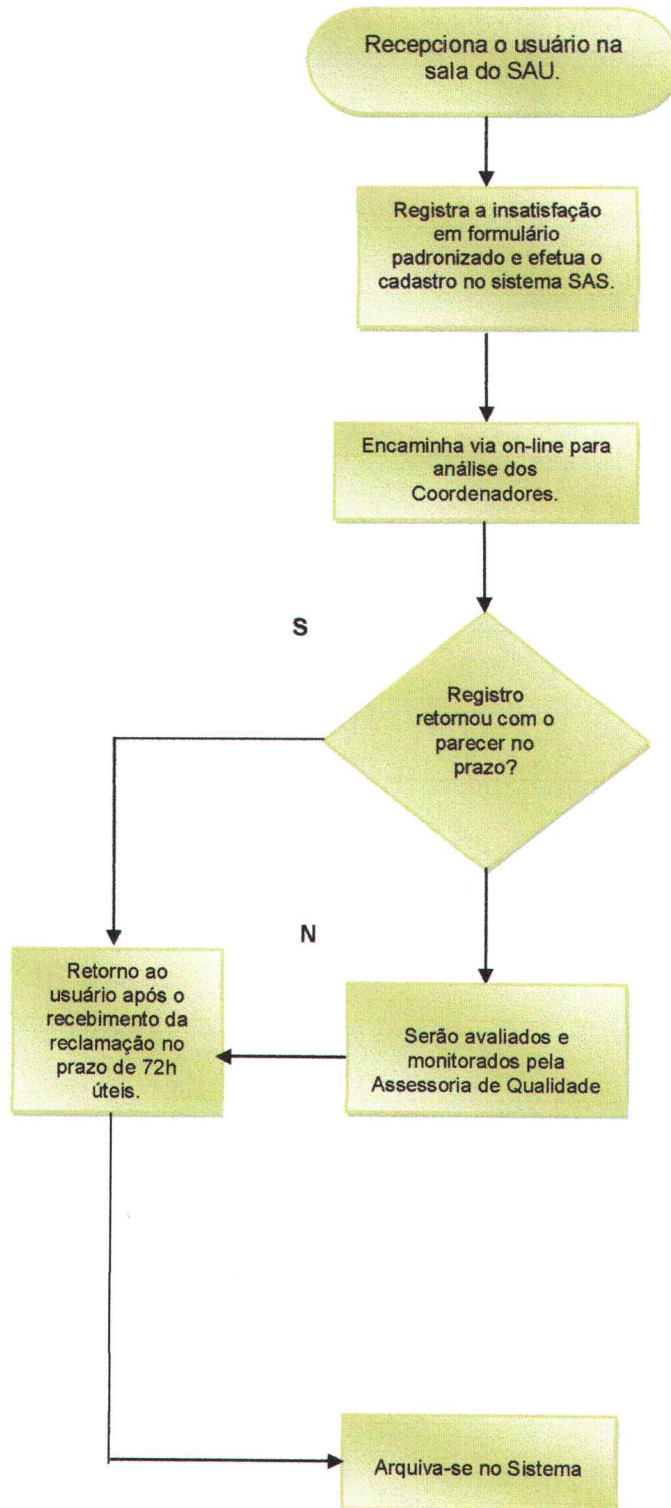 Recepciona o usuário na
sala do SAU.
Registra a insatisfação
em formulário
padronizado e efetua o
cadastro no sistema SAS.
Encaminha via on-line para
análise dos
Coordenadores.
S
Registro
retornou com o
parecer no
prazo?
N
Retorno ao
usuário após o
recebimento da
reclamação no
prazo de 72h
úteis.
Serão avaliados e
monitorados pela
Assessoria de Qualidade
Arquiva-se no Sistema